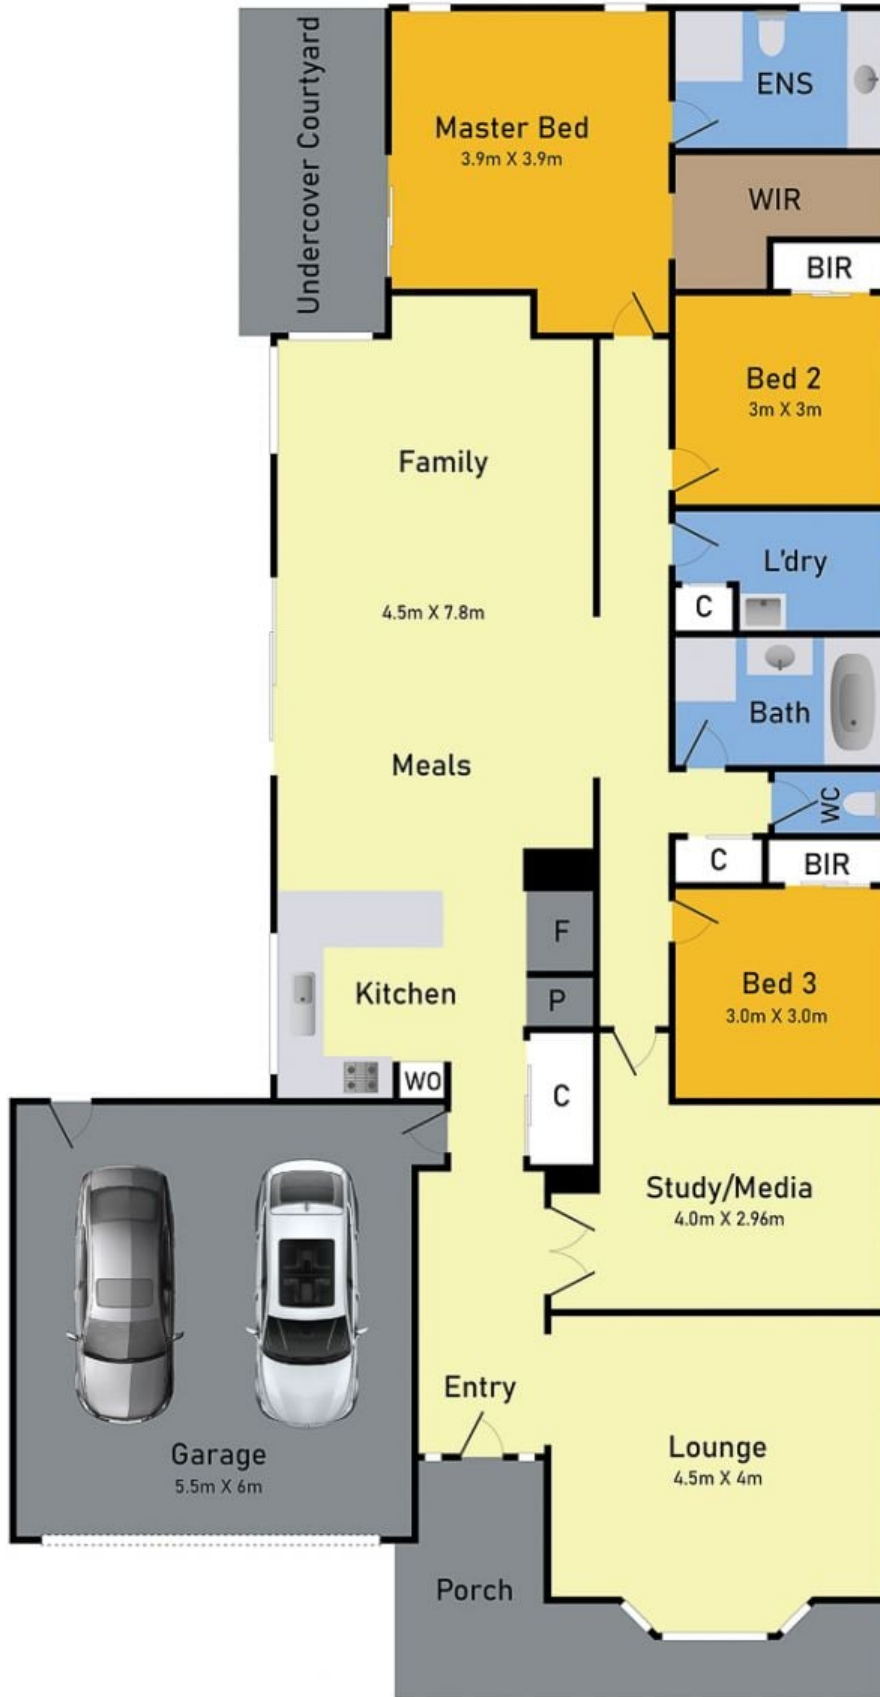 Undercover Courtyard
Master Bed
3.9m X 3.9m
ENS
WIR
BIR
Bed 2
3m X 3m
Family
4.5m X 7.8m
L'dry
C
Bath
Meals
WC
C
BIR
F
Kitchen
P
Bed 3
3.0m X 3.0m
WO
C
Study/Media
4.0m X 2.96m
Entry
Garage
5.5m X 6m
Lounge
4.5m X 4m
Porch